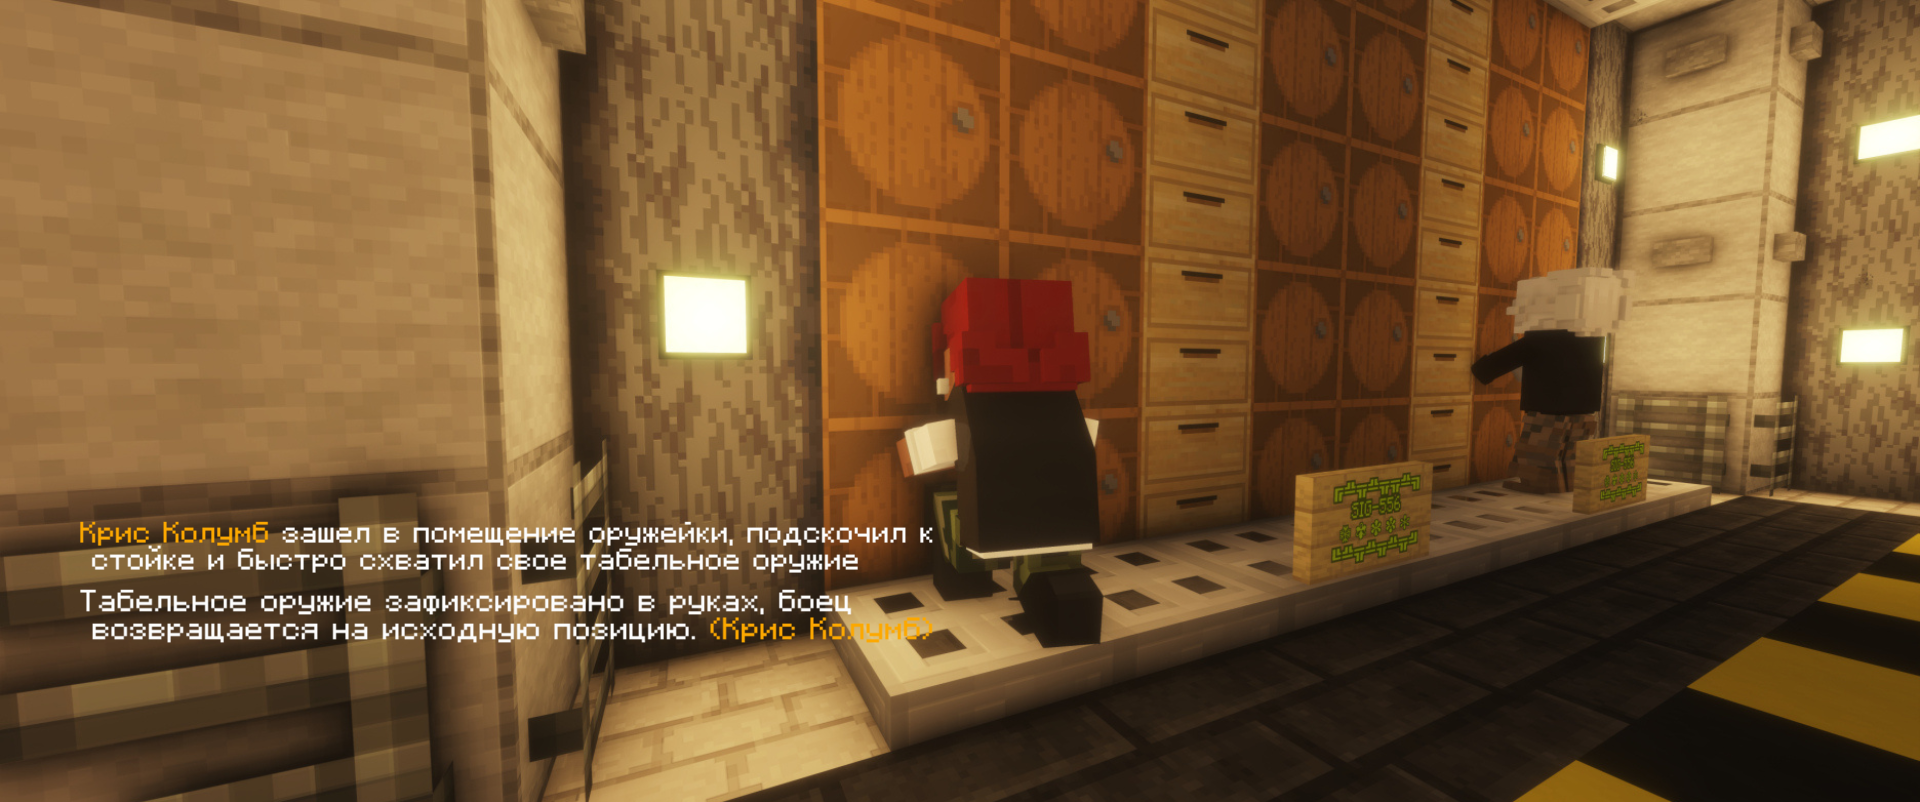 Крис Колумб зашел в помещение оружейки, подскочил к
стойке и быстро схватил свое табельное оружие
Табельное оружие зафиксировано в руках, боец
возвращается на исходную позицию. (Крис Колумб)
SIG-556